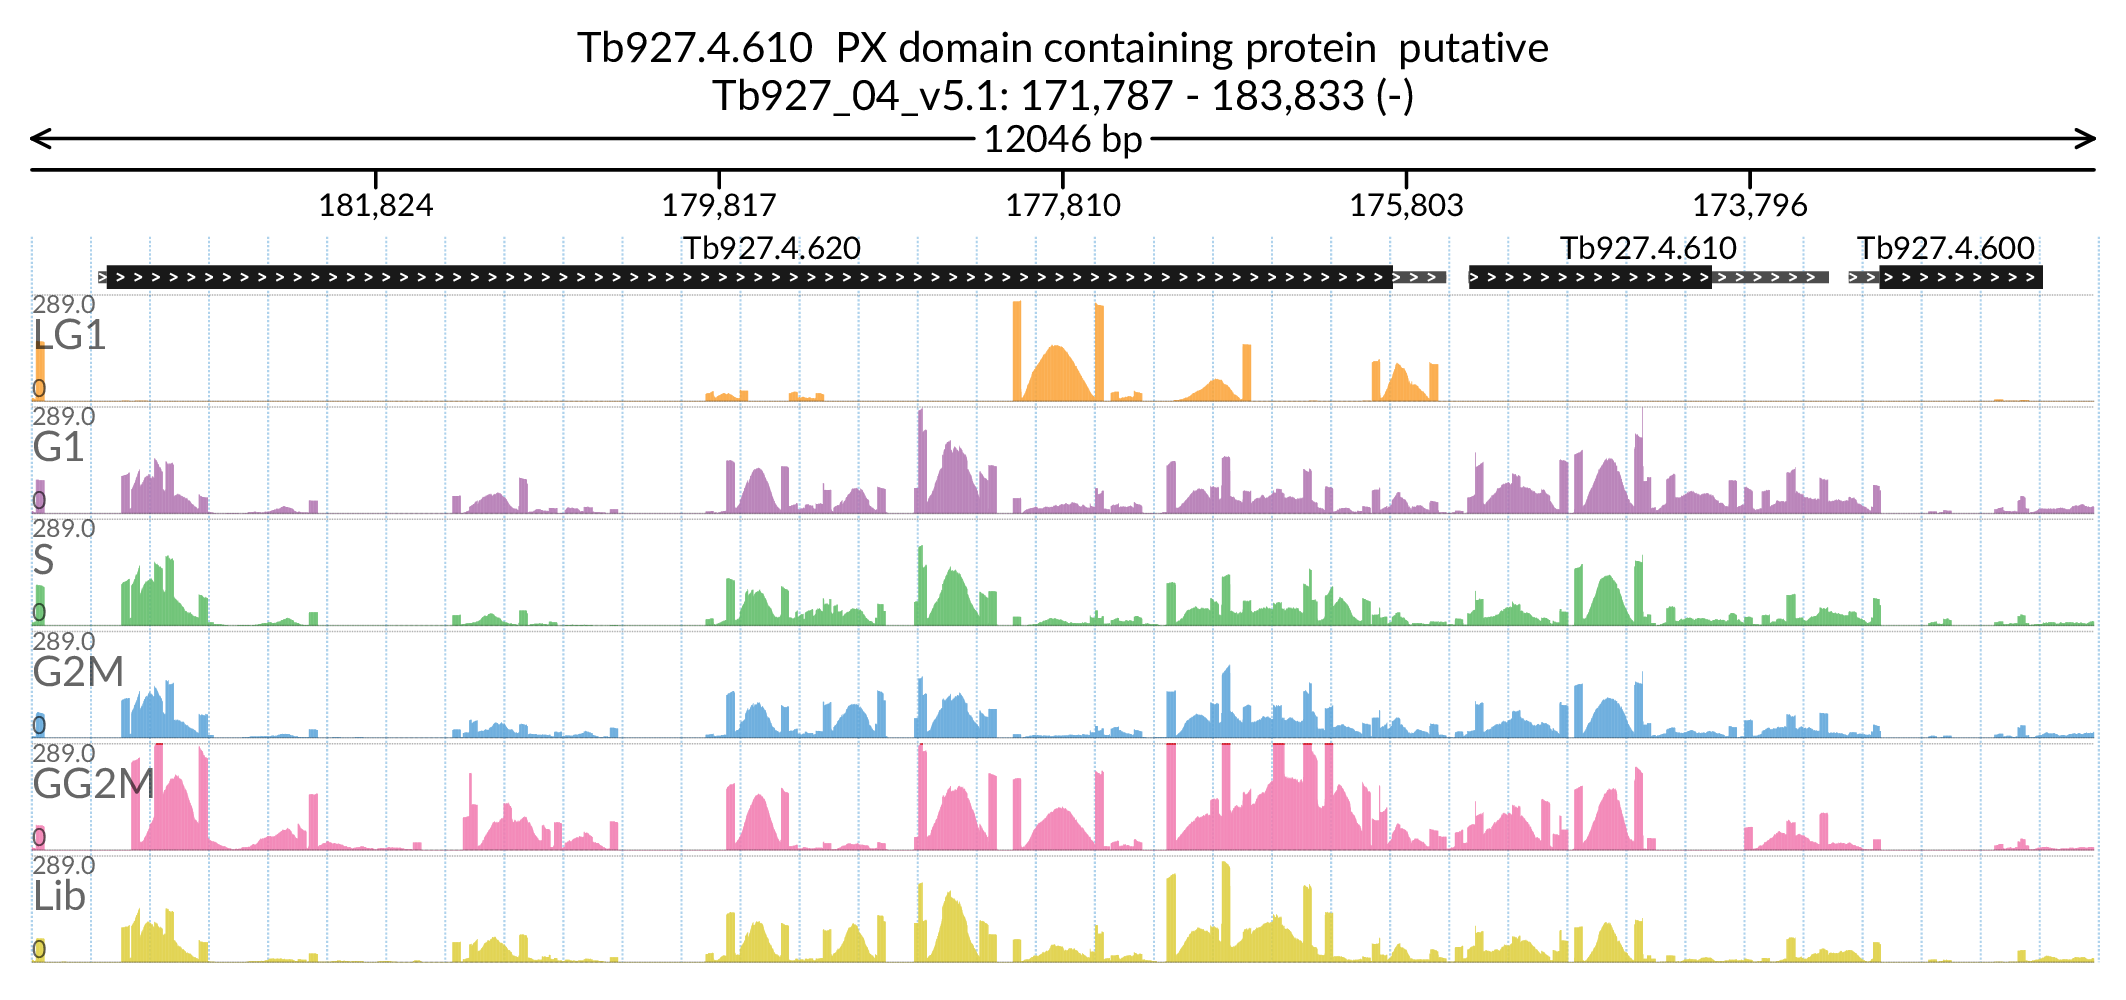 Tb927.4.610  PX domain containing protein  putative
Tb927_04_v5.1: 171,787 - 183,833 (-)
12046 bp
181,824 179,817 177,810 175,803 173,796
Tb927.4.620 Tb927.4.610 Tb927.4.600
289.0
LG1
0
289.0
G1
0
289.0
S
0
289.0
G2M
0
289.0
GG2M
0
289.0
Lib
0